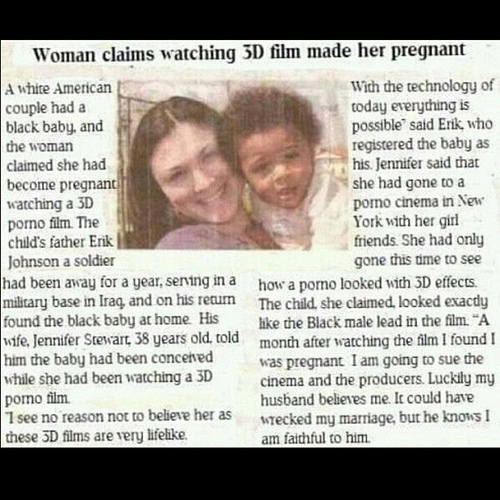 Woman claims watching 3D film made her pregnant
A white American
couple had a
black baby, and
the woman
claimed she had
become pregnant
watching a 3D
porno film. The
child's father Erik
Johnson a soldier
had been away for a year, serving in a
military base in Iraq, and on his return
found the black baby at home. His
wife, Jennifer Stewart, 38 years old, told
him the baby had been conceived
while she had been watching a 3D
porno film.
"I see no reason not to believe her as
these 3D films are very lifelike.
With the technology of
today everything is
possible" said Erik, who
registered the baby as
his. Jennifer said that
she had gone to a
porno cinema in New
York with her girl
friends. She had only
gone this time to see
how a porno looked with 3D effects.
The child, she claimed, looked exactly
like the Black male lead in the film. "A
month after watching the film I found I
was pregnant. I am going to sue the
cinema and the producers. Luckily my
husband believes me. It could have
wrecked my marriage, but he knows I
am faithful to him.